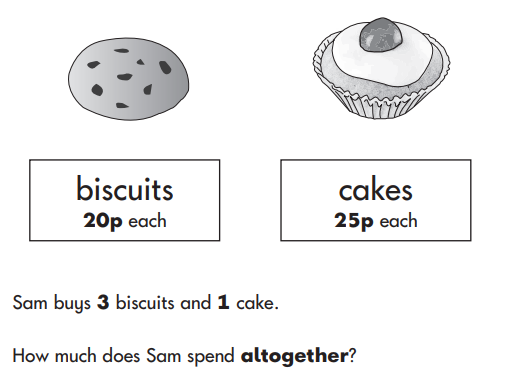 biscuits
20p each
cakes
25p each
Sam buys 3 biscuits and 1 cake.
How much does Sam spend altogether?